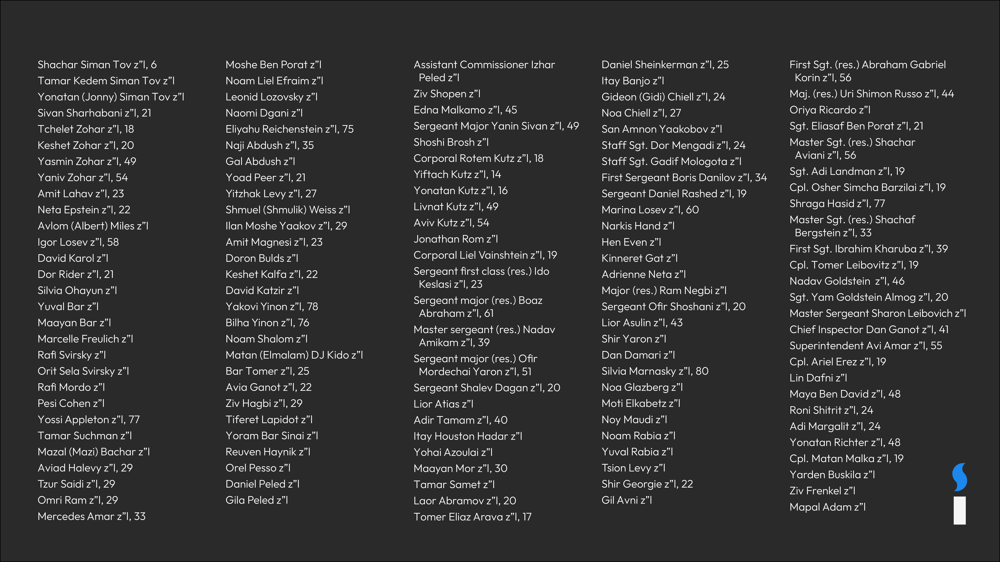 Shachar Siman Tov z”l, 6
Tamar Kedem Siman Tov z”l
Yonatan (Jonny) Siman Tov z”l
Sivan Sharhabani z”l, 21
Tchelet Zohar z”l, 18
Keshet Zohar z”l, 20
Yasmin Zohar z”l, 49
Yaniv Zohar z”l, 54
Amit Lahav z”l, 23
Neta Epstein z”l, 22
Avlom (Albert) Miles z”l
Igor Losev z”l, 58
David Karol z”l
Dor Rider z”l, 21
Silvia Ohayun z”l
Yuval Bar z”l
Maayan Bar z”l
Marcelle Freulich z”l
Rafi Svirsky z”l
Orit Sela Svirsky z”l
Rafi Mordo z”l
Pesi Cohen z”l
Yossi Appleton z”l, 77
Tamar Suchman z”l
Mazal (Mazi) Bachar z”l
Aviad Halevy z”l, 29
Tzur Saidi z”l, 29
Omri Ram z”l, 29
Mercedes Amar z”l, 33
Moshe Ben Porat z”l
Noam Liel Efraim z”l
Leonid Lozovsky z”l
Naomi Dgani z”l
Eliyahu Reichenstein z”l, 75
Naji Abdush z”l, 35
Gal Abdush z”l
Yoad Peer z”l, 21
Yitzhak Levy z”l, 27
Shmuel (Shmulik) Weiss z”l
Ilan Moshe Yaakov z”l, 29
Amit Magnesi z”l, 23
Doron Bulds z”l
Keshet Kalfa z”l, 22
David Katzir z”l
Yakovi Yinon z”l, 78
Bilha Yinon z”l, 76
Noam Shalom z”l
Matan (Elmalam) DJ Kido z”l
Bar Tomer z”l, 25
Avia Ganot z”l, 22
Ziv Hagbi z”l, 29
Tiferet Lapidot z”l
Yoram Bar Sinai z”l
Reuven Haynik z”l
Orel Pesso z”l
Daniel Peled z”l
Gila Peled z”l
Assistant Commissioner Izhar
Peled z”l
Ziv Shopen z”l
Edna Malkamo z”l, 45
Sergeant Major Yanin Sivan z”l, 49
Shoshi Brosh z”l
Corporal Rotem Kutz z”l, 18
Yiftach Kutz z”l, 14
Yonatan Kutz z”l, 16
Livnat Kutz z”l, 49
Aviv Kutz z”l, 54
Jonathan Rom z”l
Corporal Liel Vainshtein z”l, 19
Sergeant first class (res.) Ido
Keslasi z”l, 23
Sergeant major (res.) Boaz
Abraham z”l, 61
Master sergeant (res.) Nadav
Amikam z”l, 39
Sergeant major (res.) Ofir
Mordechai Yaron z”l, 51
Sergeant Shalev Dagan z”l, 20
Lior Atias z”l
Adir Tamam z”l, 40
Itay Houston Hadar z”l
Yohai Azoulai z”l
Maayan Mor z”l, 30
Tamar Samet z”l
Laor Abramov z”l, 20
Tomer Eliaz Arava z”l, 17
Daniel Sheinkerman z”l, 25
Itay Banjo z”l
Gideon (Gidi) Chiell z”l, 24
Noa Chiell z”l, 27
San Amnon Yaakobov z”l
Staff Sgt. Dor Mengadi z”l, 24
Staff Sgt. Gadif Mologota z”l
First Sergeant Boris Danilov z”l, 34
Sergeant Daniel Rashed z”l, 19
Marina Losev z”l, 60
Narkis Hand z”l
Hen Even z”l
Kinneret Gat z”l
Adrienne Neta z”l
Major (res.) Ram Negbi z”l
Sergeant Ofir Shoshani z”l, 20
Lior Asulin z”l, 43
Shir Yaron z”l
Dan Damari z”l
Silvia Marnasky z”l, 80
Noa Glazberg z”l
Moti Elkabetz z”l
Noy Maudi z”l
Noam Rabia z”l
Yuval Rabia z”l
Tsion Levy z”l
Shir Georgie z”l, 22
Gil Avni z”l
First Sgt. (res.) Abraham Gabriel
Korin z”l, 56
Maj. (res.) Uri Shimon Russo z”l, 44
Oriya Ricardo z”l
Sgt. Eliasaf Ben Porat z”l, 21
Master Sgt. (res.) Shachar
Aviani z”l, 56
Sgt. Adi Landman z”l, 19
Cpl. Osher Simcha Barzilai z”l, 19
Shraga Hasid z”l, 77
Master Sgt. (res.) Shachaf
Bergstein z”l, 33
First Sgt. Ibrahim Kharuba z”l, 39
Cpl. Tomer Leibovitz z”l, 19
Nadav Goldstein  z”l, 46
Sgt. Yam Goldstein Almog z”l, 20
Master Sergeant Sharon Leibovich z”l
Chief Inspector Dan Ganot z”l, 41
Superintendent Avi Amar z”l, 55
Cpl. Ariel Erez z”l, 19
Lin Dafni z”l
Maya Ben David z”l, 48
Roni Shitrit z”l, 24
Adi Margalit z”l, 24
Yonatan Richter z”l, 48
Cpl. Matan Malka z”l, 19
Yarden Buskila z”l
Ziv Frenkel z”l
Mapal Adam z”l